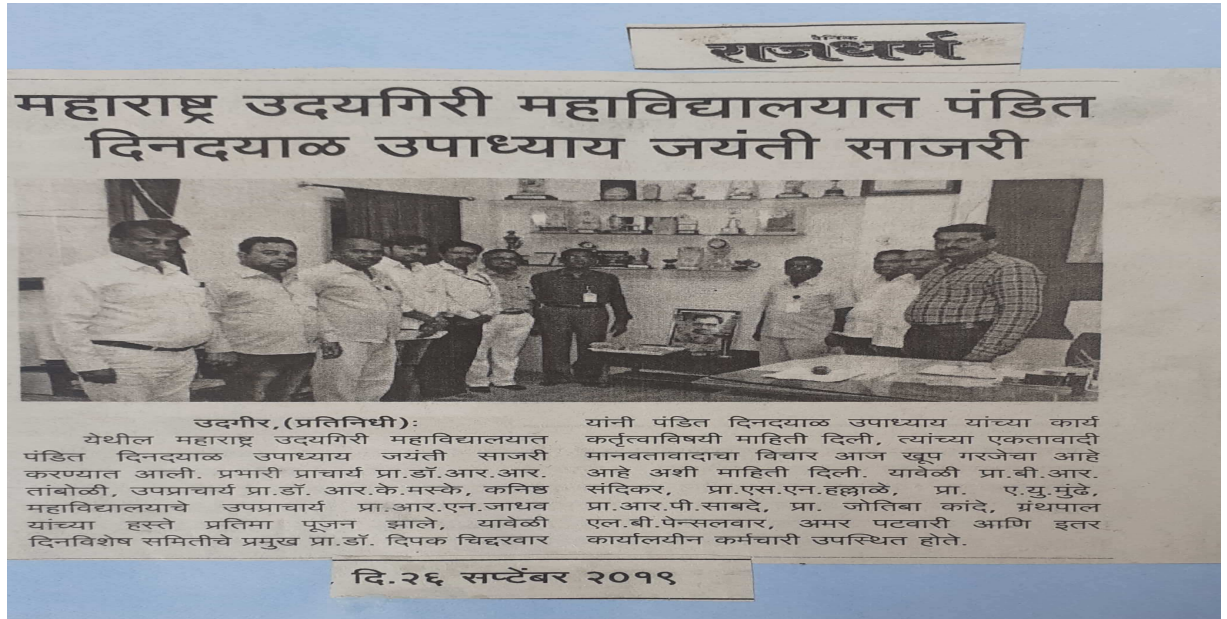 दैनिक
राजधर्म
महाराष्ट्र उदयगिरी महाविद्यालयात पंडित
दिनदयाळ उपाध्याय जयंती साजरी
उदगीर,(प्रतिनिधी):
येथील महाराष्ट्र उदयगिरी महाविद्यालयात
पंडित दिनदयाळ उपाध्याय जयंती साजरी
करण्यात आली. प्रभारी प्राचार्य प्रा.डॉ.आर.आर.
तांबोळी, उपप्राचार्य प्रा.डॉ. आर.के.मस्के, कनिष्ठ
महाविद्यालयाचे उपप्राचार्य प्रा.आर.एन.जाधव
यांच्या हस्ते प्रतिमा पूजन झाले, यावेळी
दिनविशेष समितीचे प्रमुख प्रा.डॉ. दिपक चिद्दरवार
यांनी पंडित दिनदयाळ उपाध्याय यांच्या कार्य
कर्तृत्वाविषयी माहिती दिली, त्यांच्या एकतावादी
मानवतावादाचा विचार आज खूप गरजेचा आहे
आहे अशी माहिती दिली. यावेळी प्रा.बी.आर.
संदिकर, प्रा.एस.एन.हल्लाळे, प्रा. ए.यु.मुंढे,
प्रा.आर.पी.साबदे, प्रा. जोतिबा कांदे, ग्रंथपाल
एल.बी.पेन्सलवार, अमर पटवारी आणि इतर
कार्यालयीन कर्मचारी उपस्थित होते.
दि.२६ सप्टेंबर २०१९